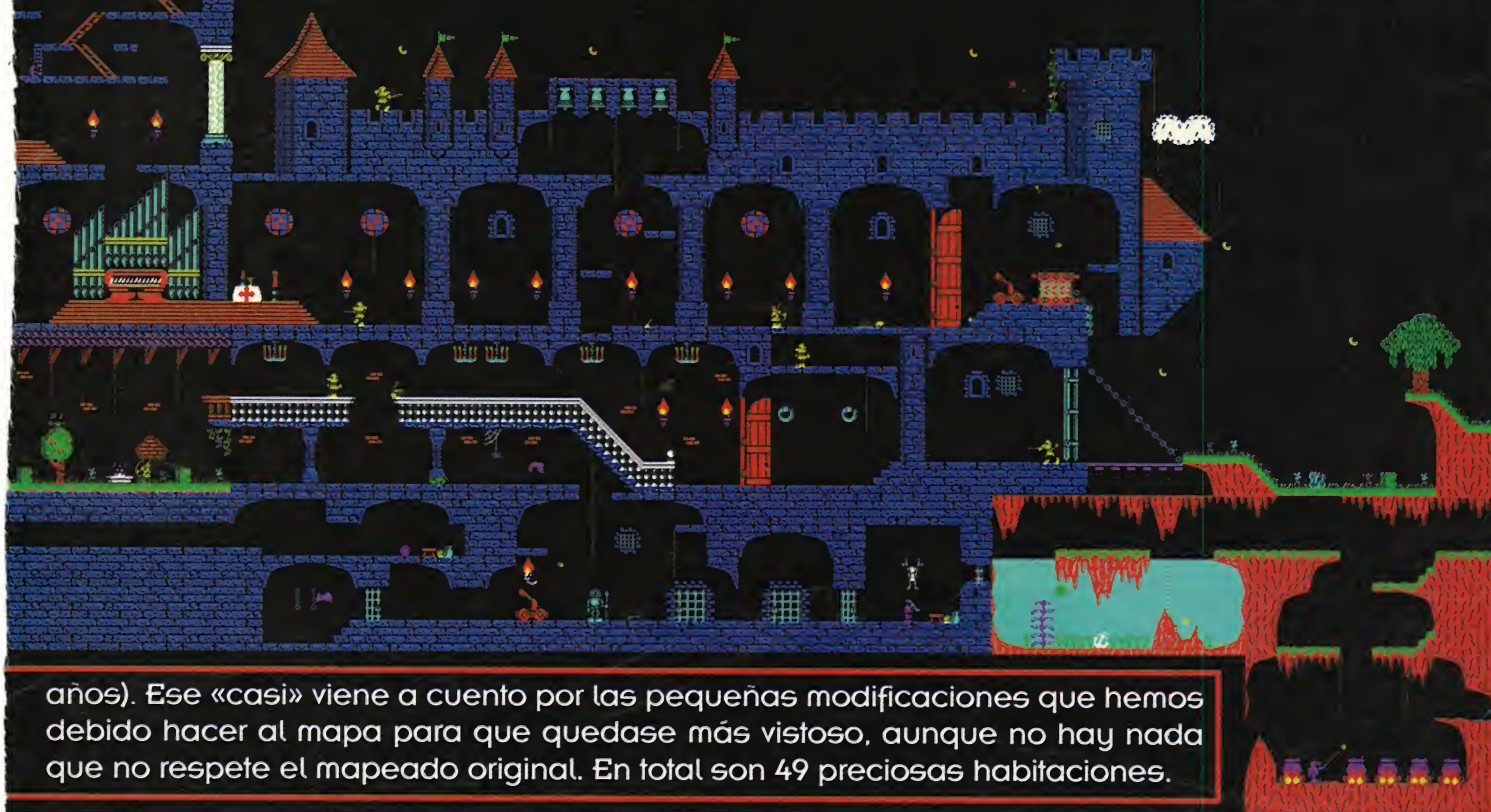 años). Ese «casi» viene a cuento por las pequeñas modificaciones que hemos
debido hacer al mapa para que quedase más vistoso, aunque no hay nada
que no respete el mapeado original. En total son 49 preciosas habitaciones.